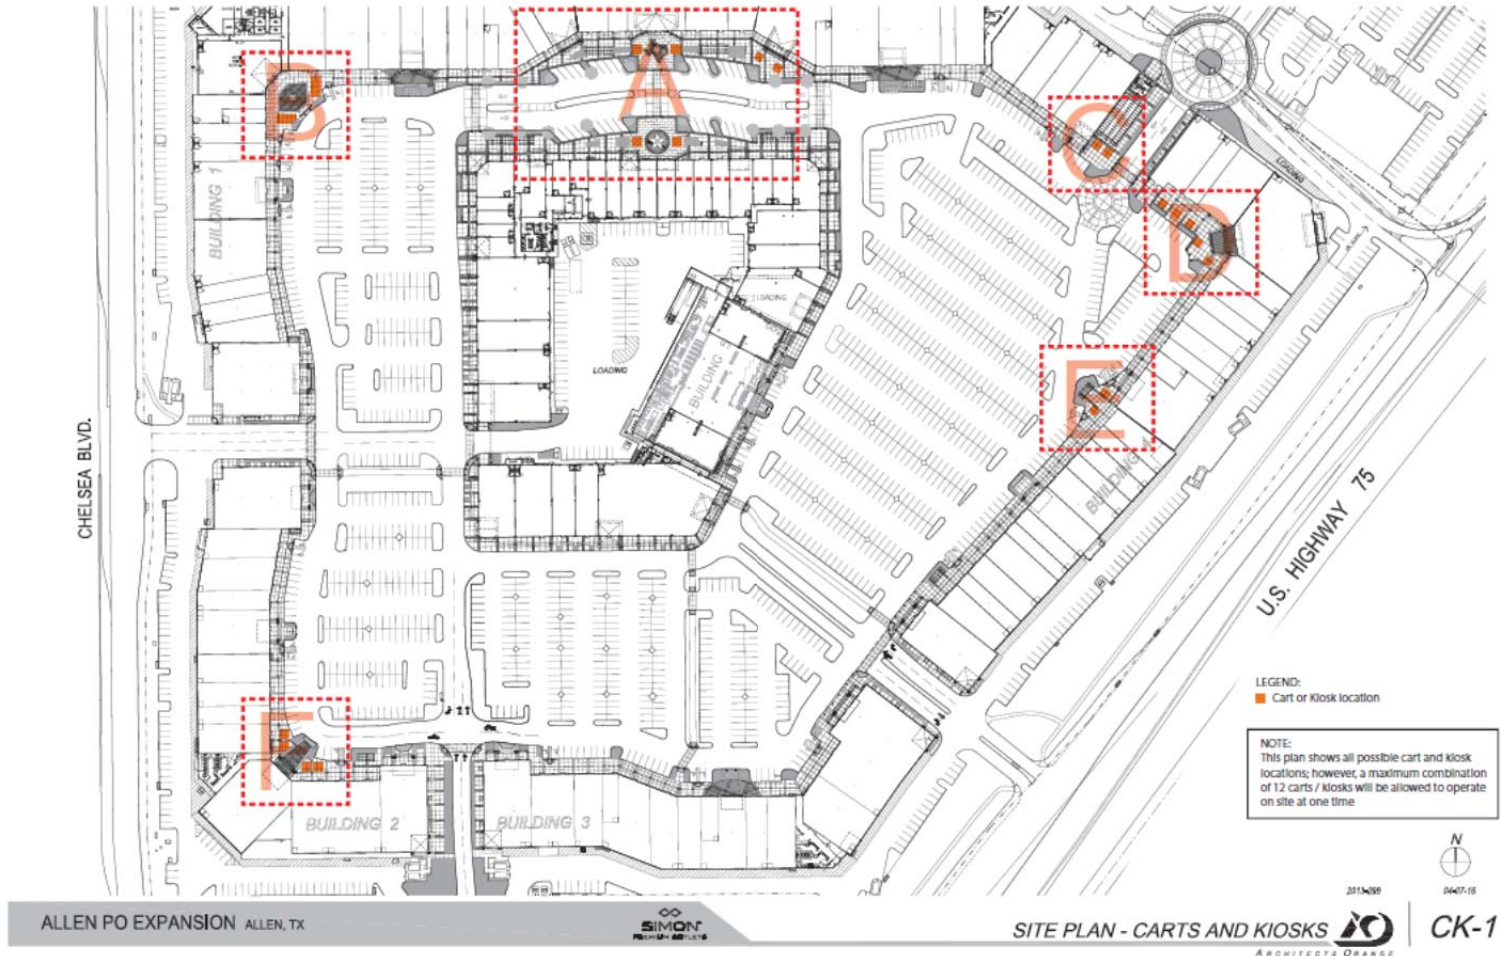 A
B
C
D
E
F
BUILDING 1
LOADING
LOADING
LOADING
BUILDING
BUILDING
CHELSEA BLVD.
U.S. HIGHWAY 75
BUILDING 2
BUILDING 3
LEGEND:
Cart or Kiosk location
NOTE:
This plan shows all possible cart and kiosk
locations; however, a maximum combination
of 12 carts / kiosks will be allowed to operate
on site at one time
N
ALLEN PO EXPANSION ALLEN, TX
SIMON
PREMIUM OUTLETS
SITE PLAN - CARTS AND KIOSKS
ARCHITECTS ORANGE
CK-1